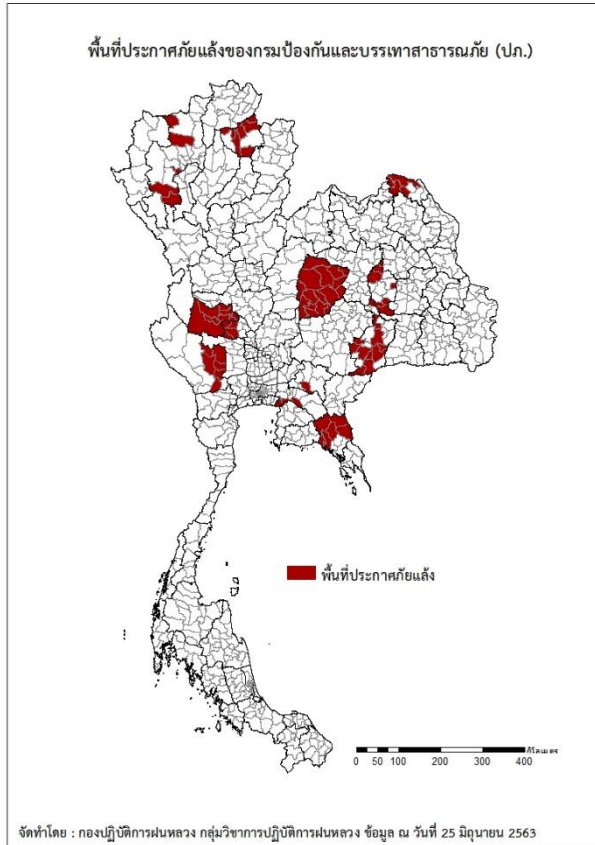 พื้นที่ประกาศภัยแล้งของกรมป้องกันและบรรเทาสาธารณภัย (ปภ.)
พื้นที่ประกาศภัยแล้ง
กิโลเมตร
0 50 100 200 300 400
จัดทำโดย : กองปฏิบัติการฝนหลวง กลุ่มวิชาการปฏิบัติการฝนหลวง ข้อมูล ณ วันที่ 25 มิถุนายน 2563